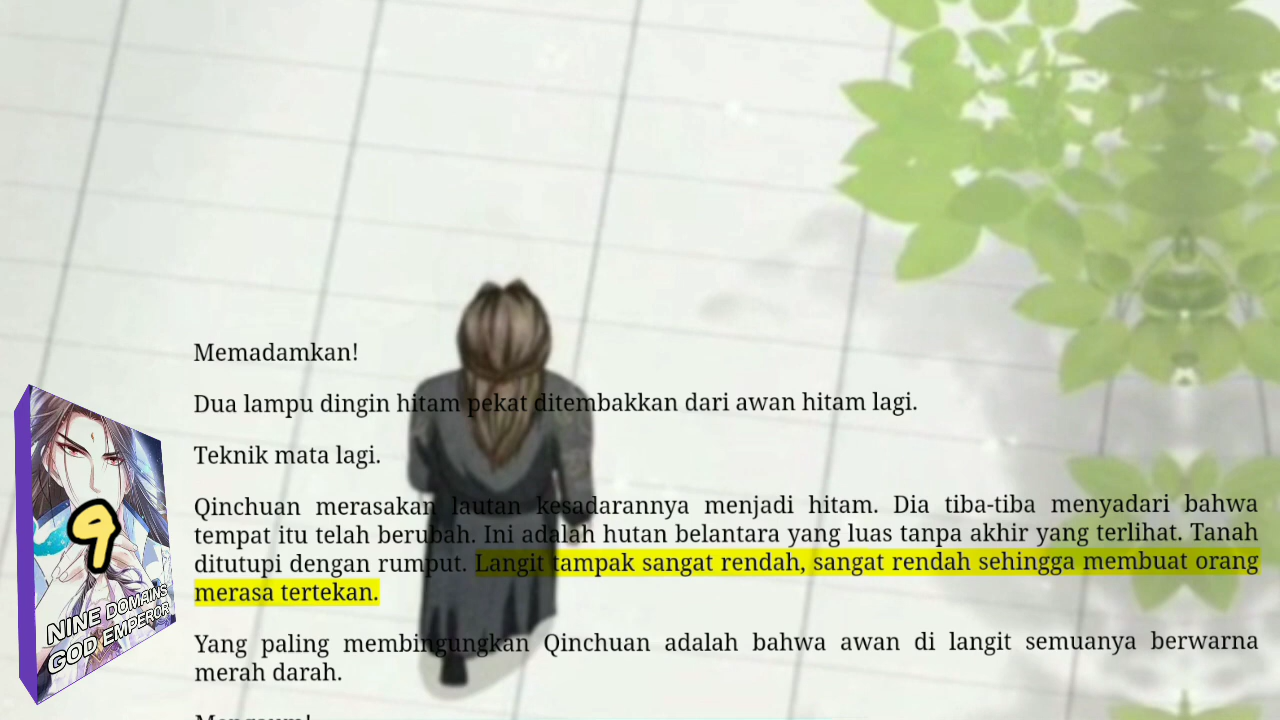 Memadamkan!
Dua lampu dingin hitam pekat ditembakkan dari awan hitam lagi.
Teknik mata lagi.
Qinchuan merasakan lautan kesadarannya menjadi hitam. Dia tiba-tiba menyadari bahwa
tempat itu telah berubah. Ini adalah hutan belantara yang luas tanpa akhir yang terlihat. Tanah
ditutupi dengan rumput. Langit tampak sangat rendah, sangat rendah sehingga membuat orang
merasa tertekan.
Yang paling membingungkan Qinchuan adalah bahwa awan di langit semuanya berwarna
merah darah.
9
NINE DOMAINS
GOD EMPEROR